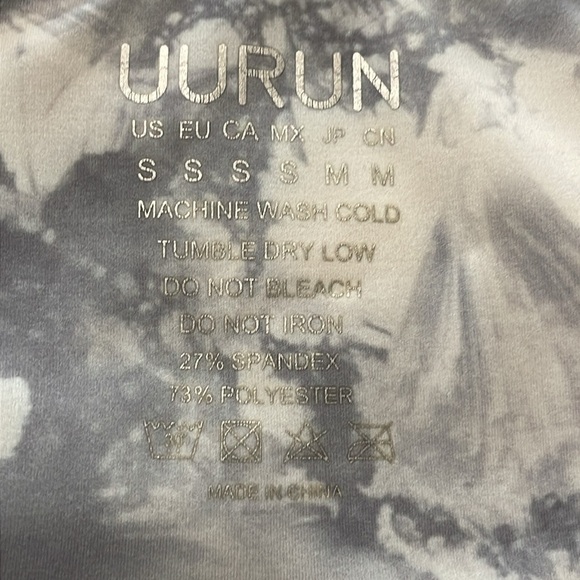 UURUN
US EU CA MX JP CN
S S S S M M
MACHINE WASH COLD
TUMBLE DRY LOW
DO NOT BLEACH
DO NOT IRON
27% SPANDEX
73% POLYESTER
MADE IN CHINA